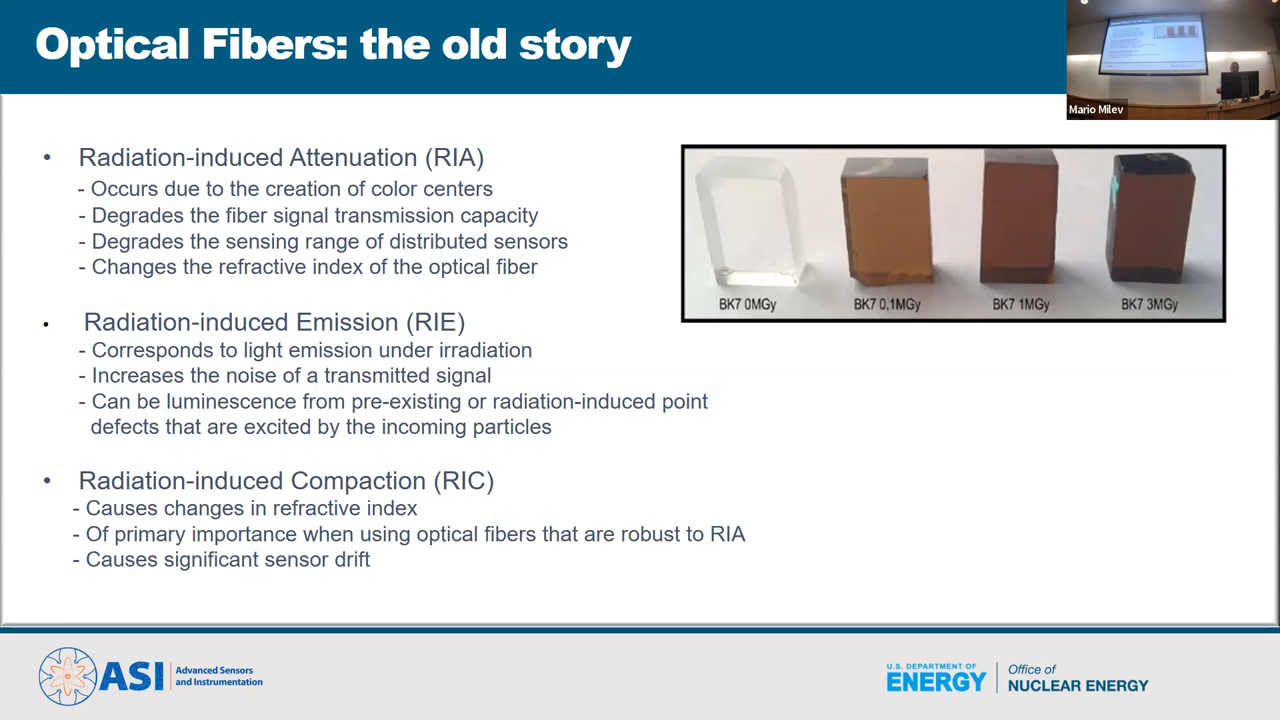 Optical Fibers: the old story
Mario Milev
• Radiation-induced Attenuation (RIA)
- Occurs due to the creation of color centers
- Degrades the fiber signal transmission capacity
- Degrades the sensing range of distributed sensors
- Changes the refractive index of the optical fiber
BK7 0MGy
BK7 0,1MGy
BK7 1MGy
BK7 3MGy
• Radiation-induced Emission (RIE)
- Corresponds to light emission under irradiation
- Increases the noise of a transmitted signal
- Can be luminescence from pre-existing or radiation-induced point
defects that are excited by the incoming particles
• Radiation-induced Compaction (RIC)
- Causes changes in refractive index
- Of primary importance when using optical fibers that are robust to RIA
- Causes significant sensor drift
ASI
Advanced Sensors
and Instrumentation
U.S. DEPARTMENT OF
ENERGY
Office of
NUCLEAR ENERGY